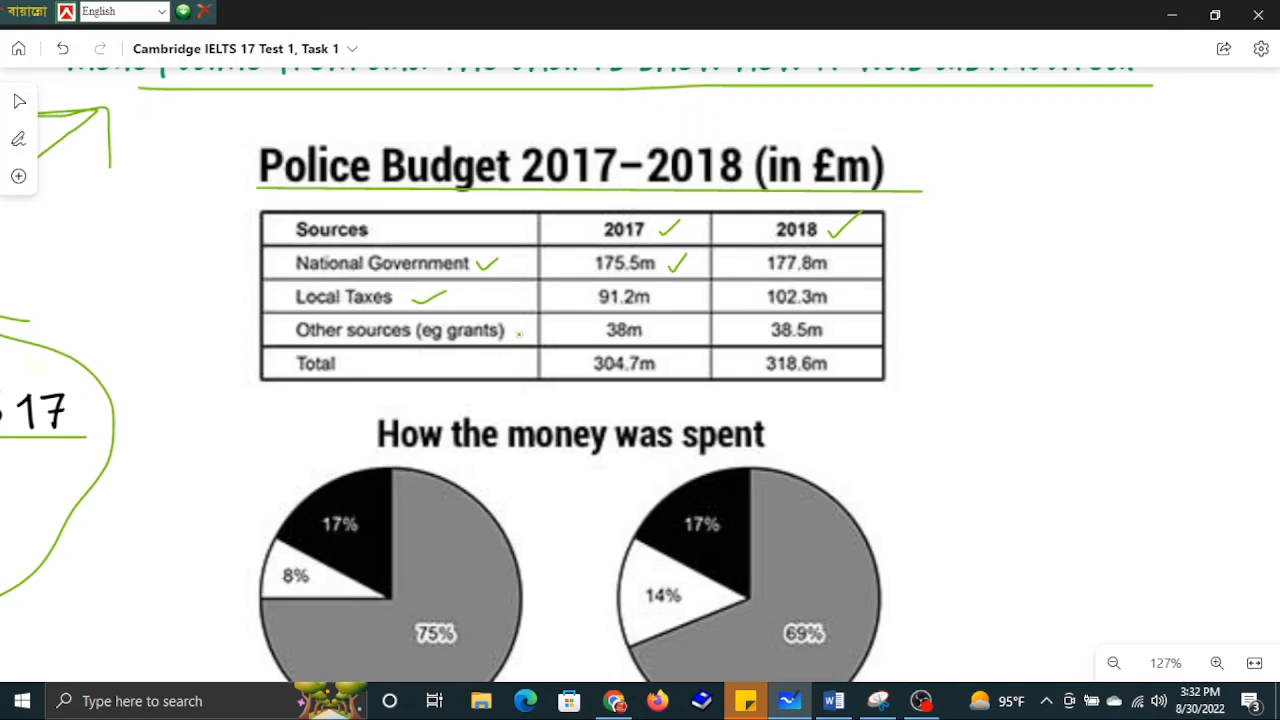 বায়ান্নো English
Cambridge IELTS 17 Test 1, Task 1
Police Budget 2017–2018 (in £m)
Sources 2017 2018
National Government 175.5m 177.8m
Local Taxes 91.2m 102.3m
Other sources (eg grants) 38m 38.5m
Total 304.7m 318.6m
17
How the money was spent
17% 17%
8% 14%
75% 69%
127%
Type here to search
95°F
3:32 PM
8/30/2022
3